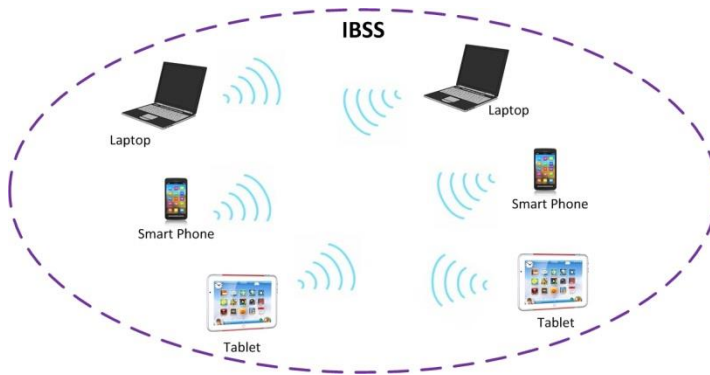 IBSS
Laptop
Laptop
Smart Phone
Smart Phone
Tablet
Tablet